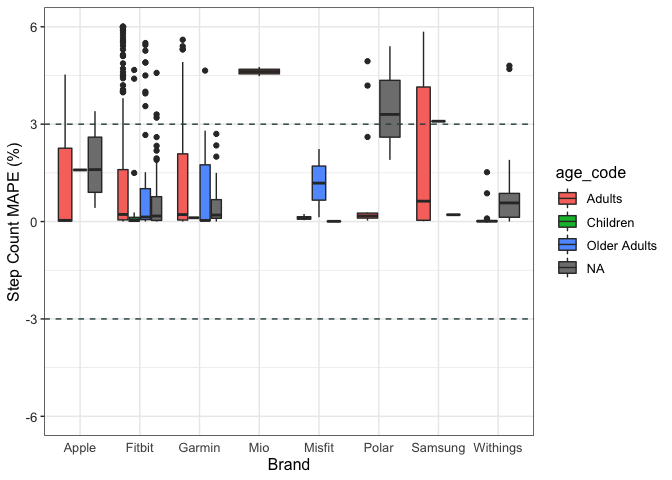 6
3
0
-3
-6
Step Count MAPE (%)
Apple Fitbit Garmin Mio Misfit Polar Samsung Withings
Brand
age_code
Adults
Children
Older Adults
NA